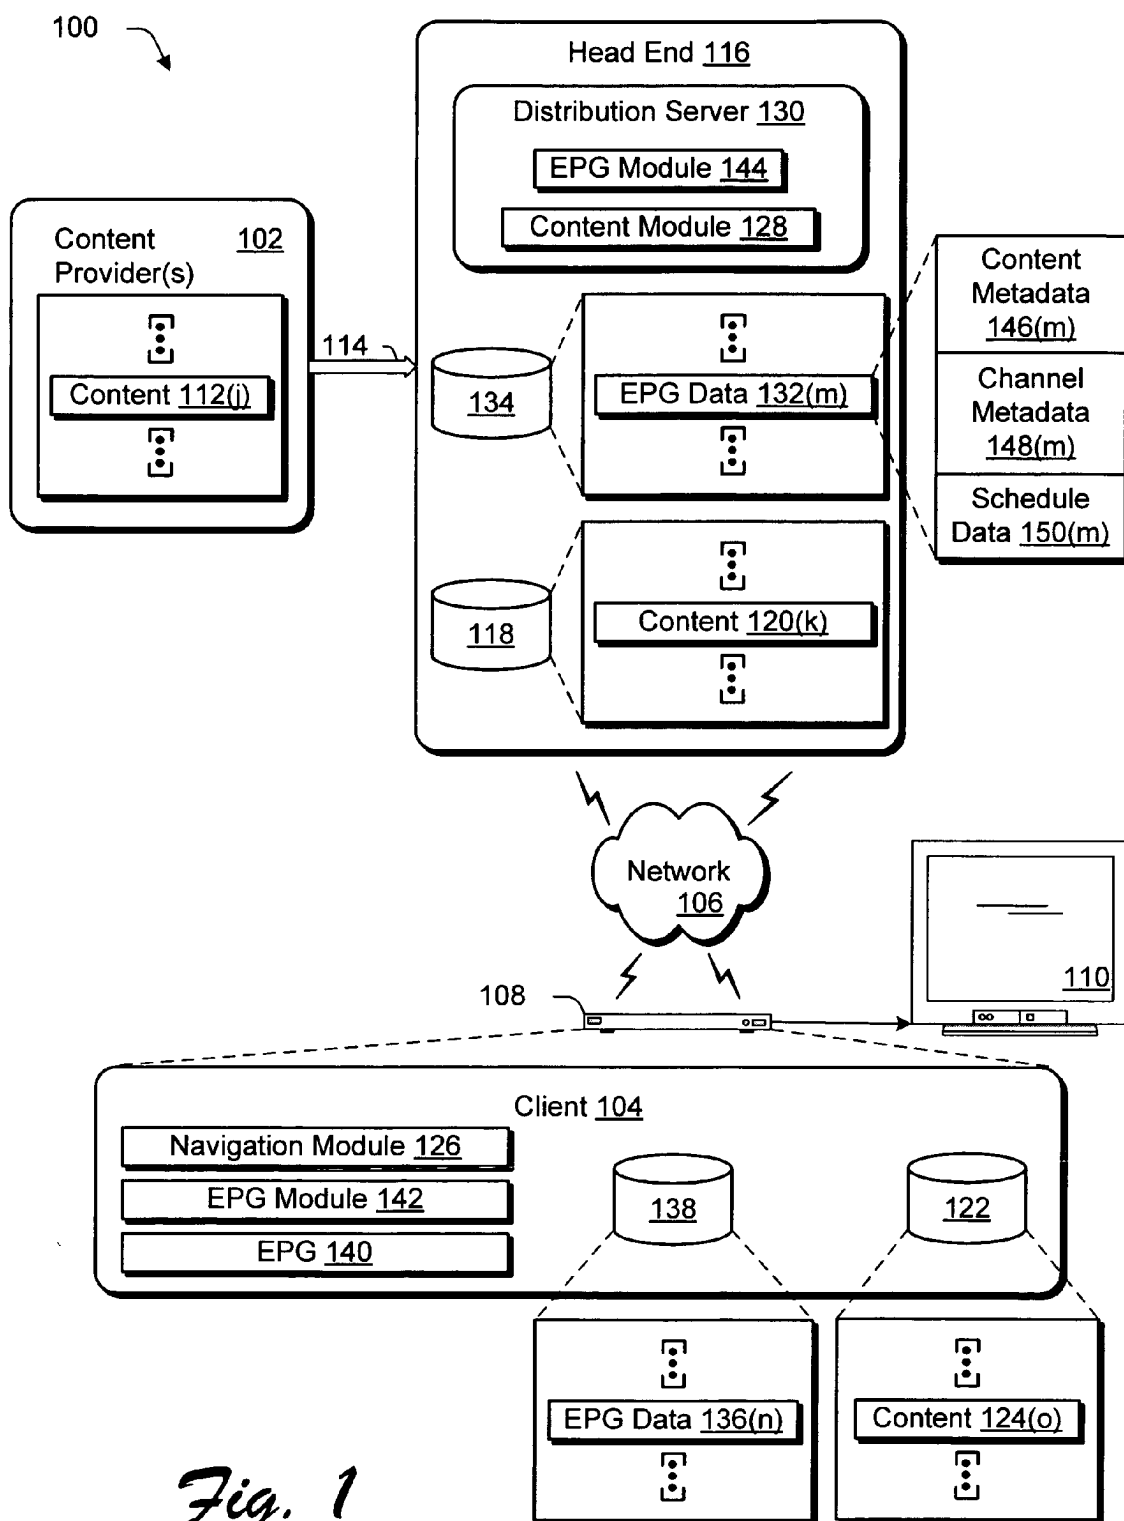 100
Head End 116
Distribution Server 130
EPG Module 144
Content Module 128
Content
Provider(s)
102
Content 112(j)
114
134
EPG Data 132(m)
Content
Metadata
146(m)
Channel
Metadata
148(m)
Schedule
Data 150(m)
118
Content 120(k)
Network
106
108
110
Client 104
Navigation Module 126
EPG Module 142
EPG 140
138
122
EPG Data 136(n)
Content 124(o)
Fig. 1